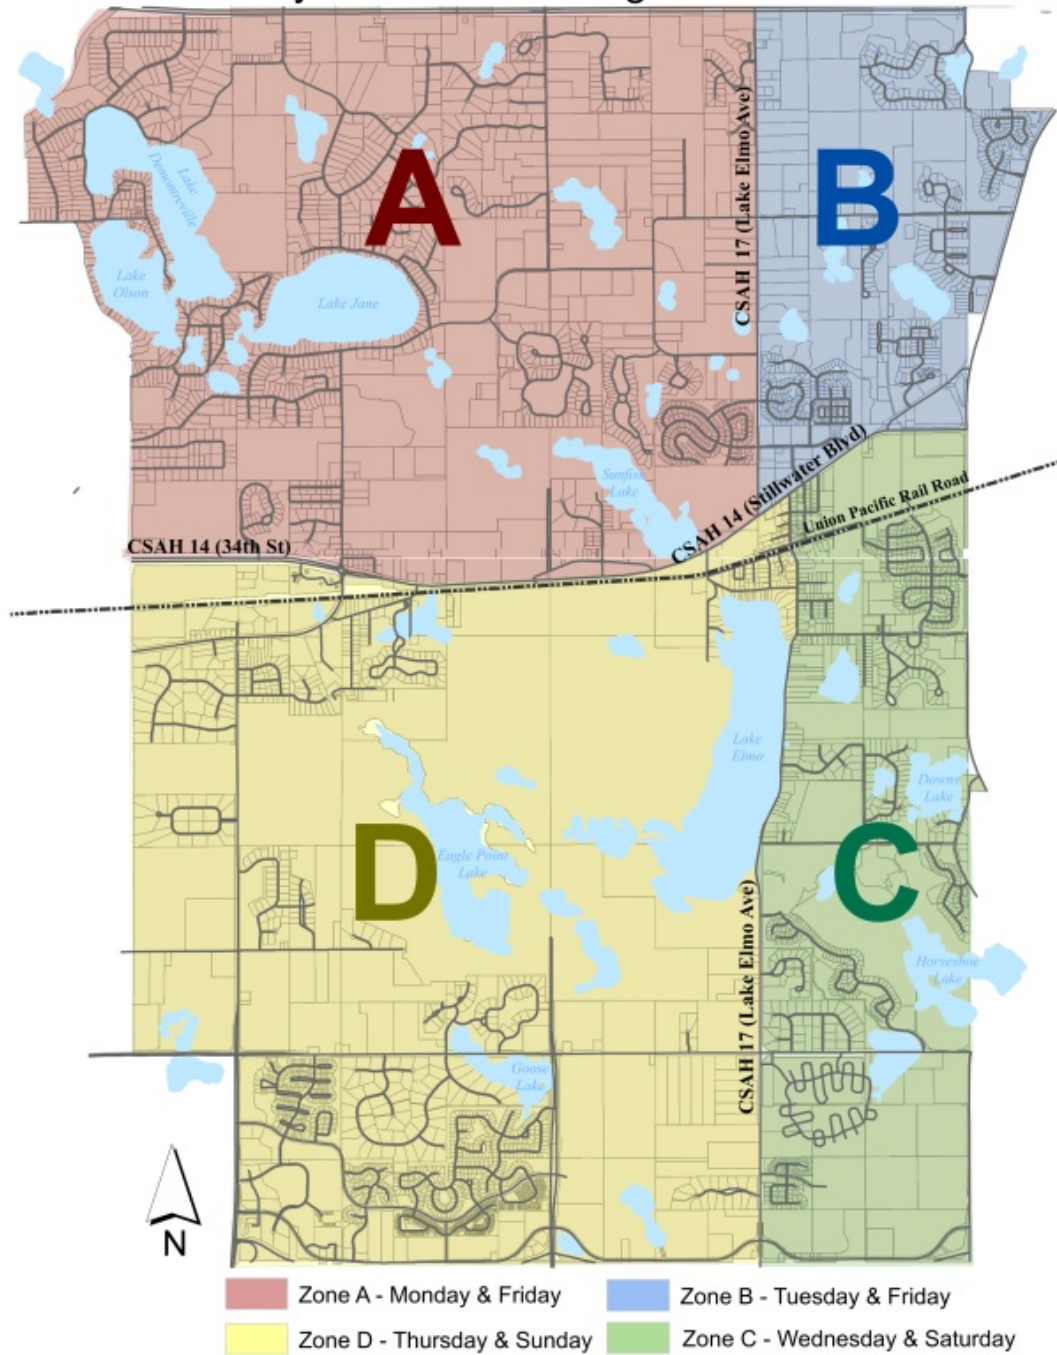 Lake
Demontreville
A
CSAH 17 (Lake Elmo Ave)
B
Lake
Olson
Lake Jane
Sunfish
Lake
CSAH 14 (Stillwater Blvd)
Union Pacific Rail Road
CSAH 14 (34th St)
Lake
Elmo
Downs
Lake
D
Eagle Point
Lake
C
CSAH 17 (Lake Elmo Ave)
Horseshoe
Lake
Goose
Lake
N
Zone A - Monday & Friday
Zone B - Tuesday & Friday
Zone D - Thursday & Sunday
Zone C - Wednesday & Saturday